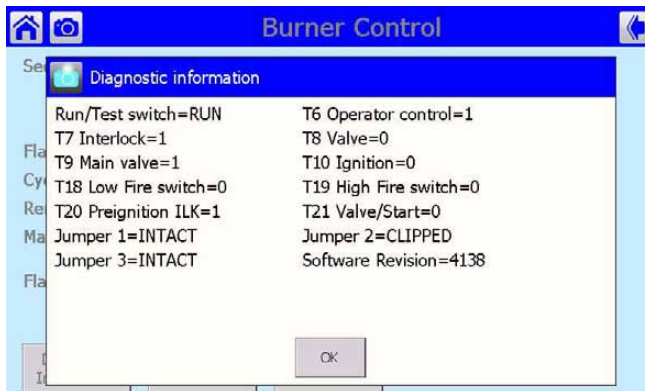 Burner Control
Diagnostic information
Run/Test switch=RUN T6 Operator control=1
T7 Interlock=1 T8 Valve=0
T9 Main valve=1 T10 Ignition=0
T18 Low Fire switch=0 T19 High Fire switch=0
T20 Preignition ILK=1 T21 Valve/Start=0
Jumper 1=INTACT Jumper 2=CLIPPED
Jumper 3=INTACT Software Revision=4138
OK